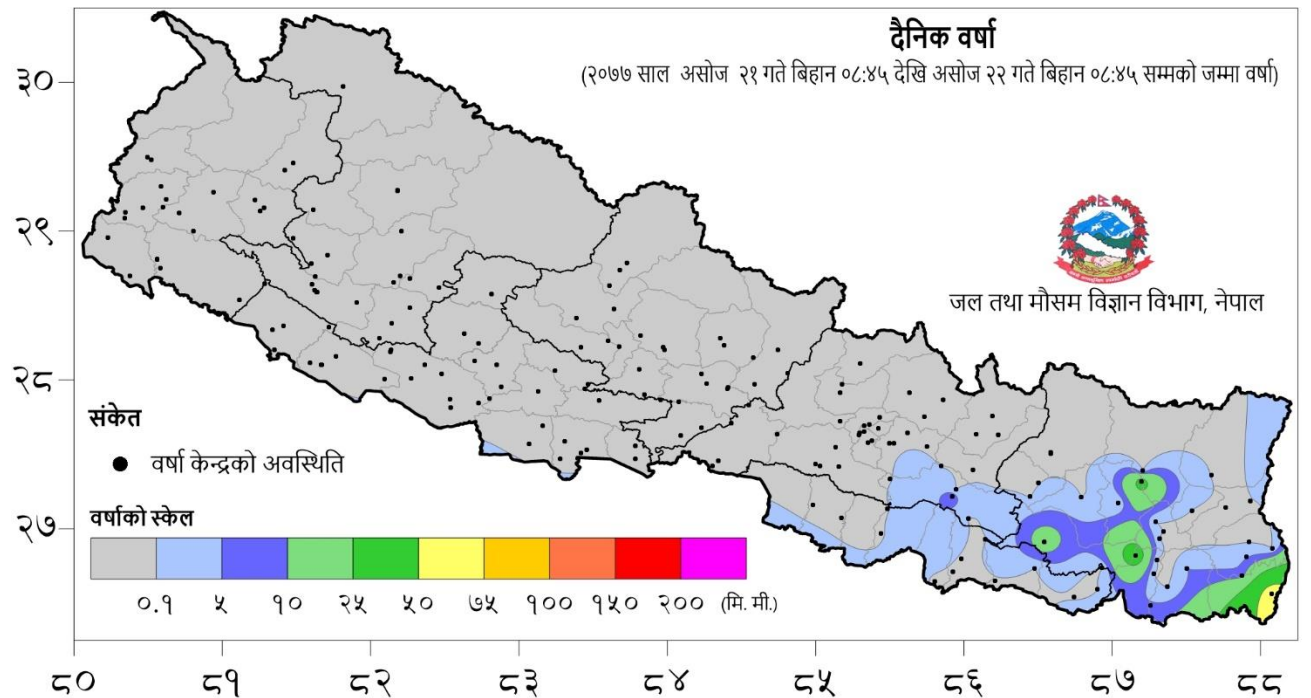 दैनिक वर्षा
(२०७७ साल असोज २१ गते बिहान ०८:४५ देखि असोज २२ गते बिहान ०८:४५ सम्मको जम्मा वर्षा)
३०
२९
२८
२७
जल तथा मौसम विज्ञान विभाग, नेपाल
संकेत
वर्षा केन्द्रको अवस्थिति
वर्षाको स्केल
०.१ ५ १० २५ ५० ७५ १०० १५० २०० (मि. मी.)
८० ८१ ८२ ८३ ८४ ८५ ८६ ८७ ८८